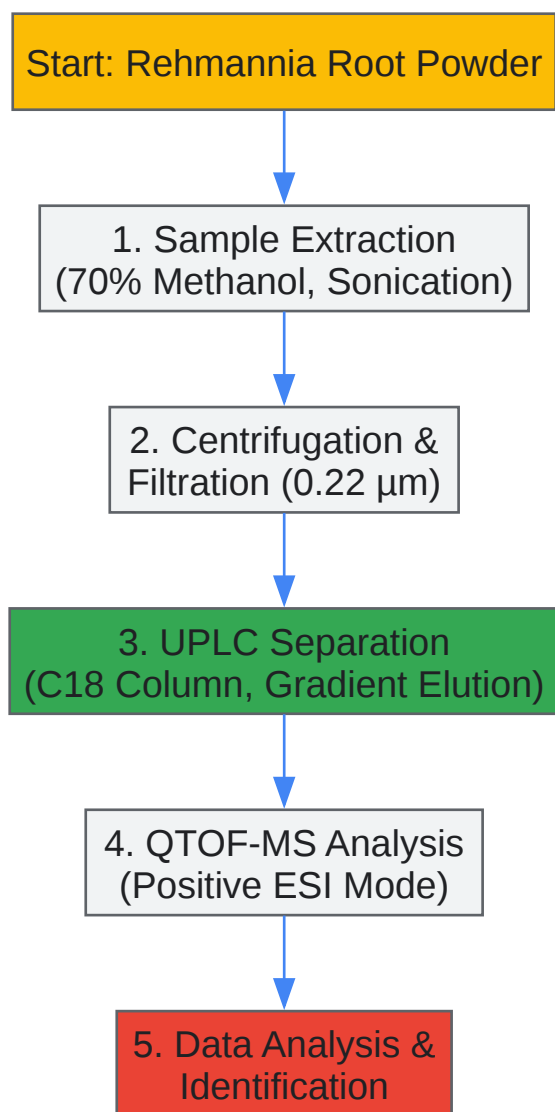 Start: Rehmannia Root Powder
1. Sample Extraction
(70% Methanol, Sonication)
2. Centrifugation &
Filtration (0.22 µm)
3. UPLC Separation
(C18 Column, Gradient Elution)
4. QTOF-MS Analysis
(Positive ESI Mode)
5. Data Analysis &
Identification